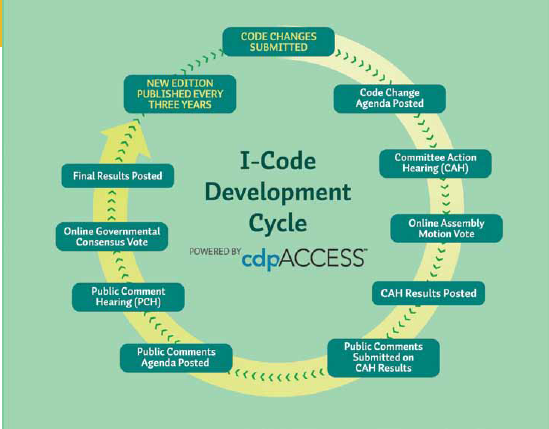 CODE CHANGES
SUBMITTED
Code Change
Agenda Posted
Committee Action
Hearing (CAH)
Online Assembly
Motion Vote
CAH Results Posted
Public Comments
Submitted on
CAH Results
Public Comments
Agenda Posted
Public Comment
Hearing (PCH)
Online Governmental
Consensus Vote
Final Results Posted
NEW EDITION
PUBLISHED EVERY
THREE YEARS
I-Code
Development
Cycle
POWERED BY cdpACCESS™